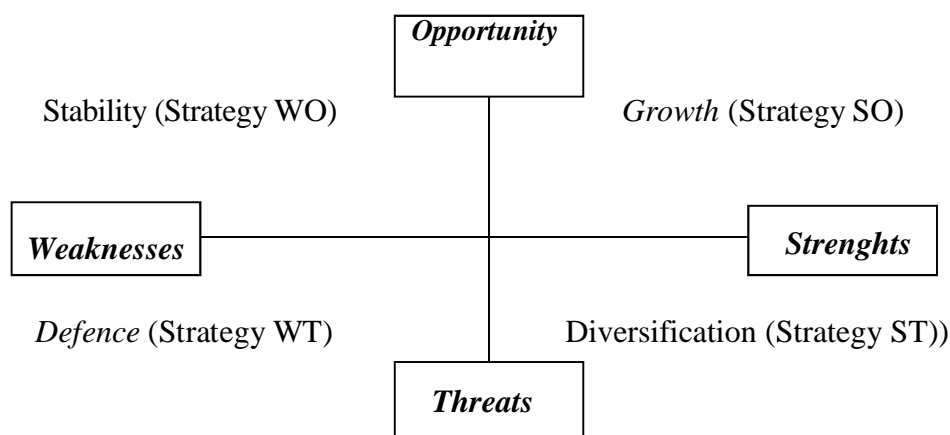 Opportunity
Stability (Strategy WO)
Growth (Strategy SO)
Weaknesses
Strenghts
Defence (Strategy WT)
Diversification (Strategy ST))
Threats